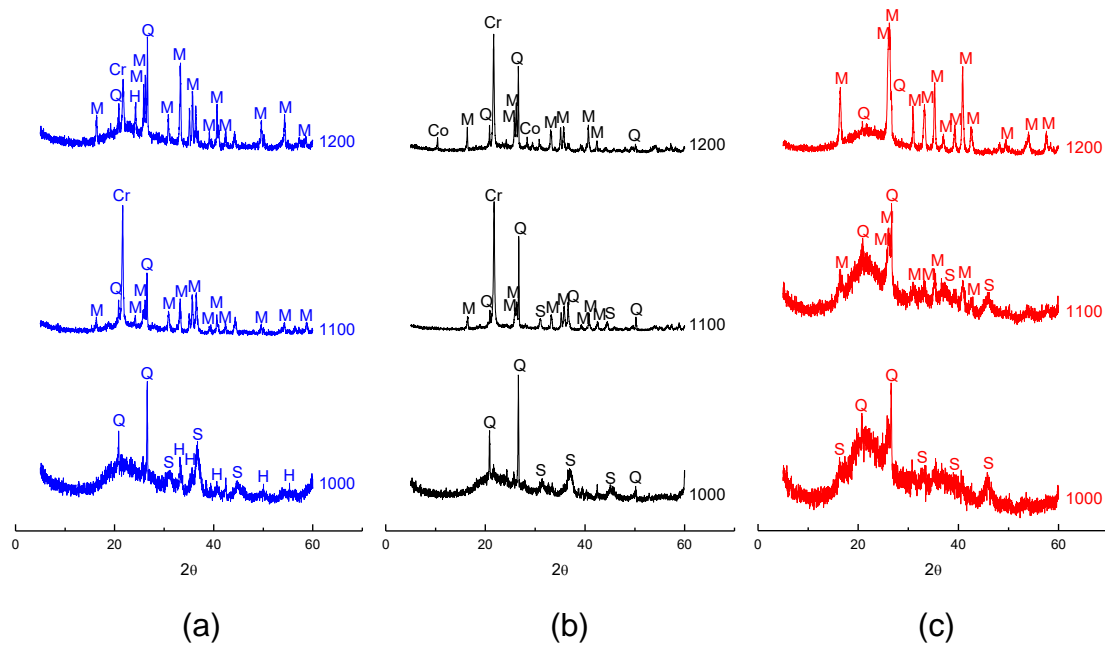 M Q Cr H M M Q M M M M M M M M M 1200
M Q Cr M M Q M M M M M M M M M 1100
Q Q S H H S H S H H 1000
0 20 40 60
2θ
(a)
Co M Q Cr M M Q Co M M M M Q 1200
M Q Cr M M Q S M M Q M M M S Q 1100
Q Q S S S Q 1000
0 20 40 60
2θ
(b)
M Q M M Q M M M M M M M M M M 1200
M Q M M Q M M M S M M S 1100
S Q Q S S S 1000
0 20 40 60
2θ
(c)